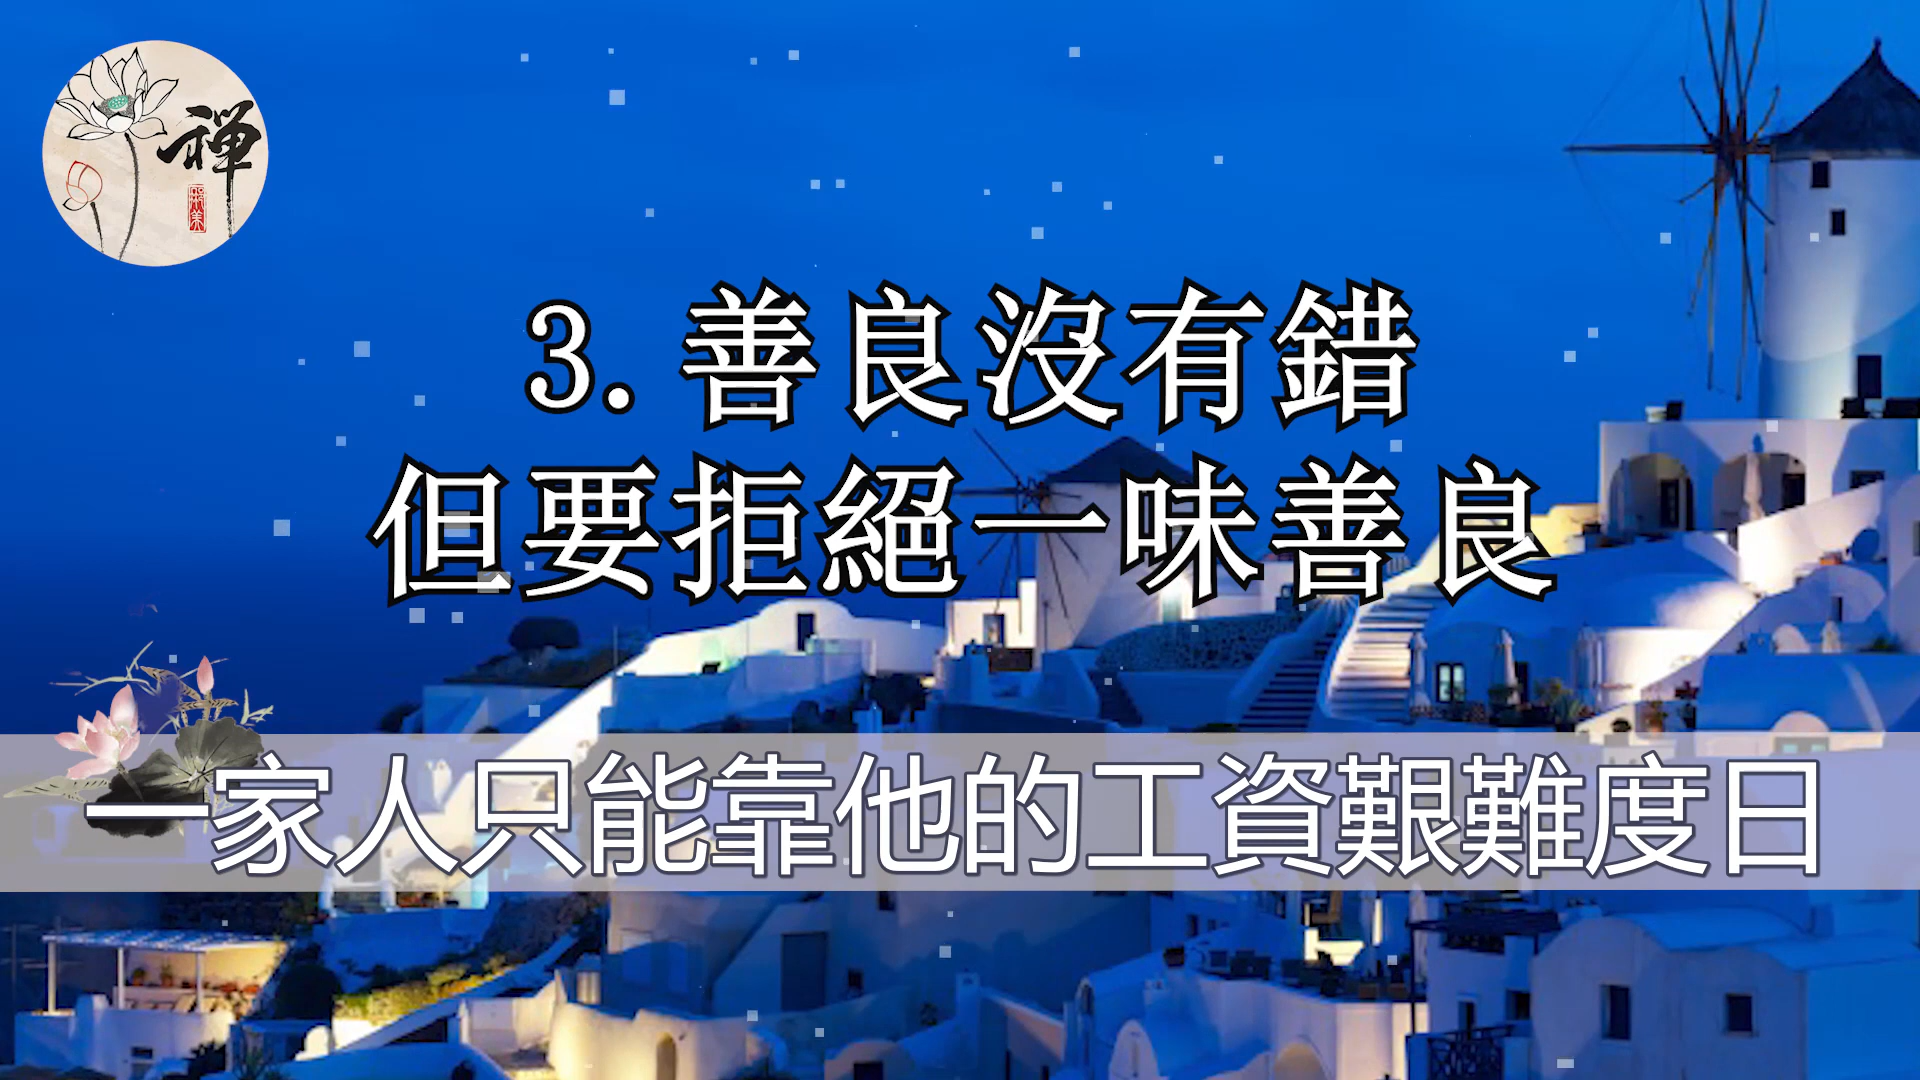 禅
3.善良沒有錯
但要拒絕一味善良
一家人只能靠他的工資艱難度日